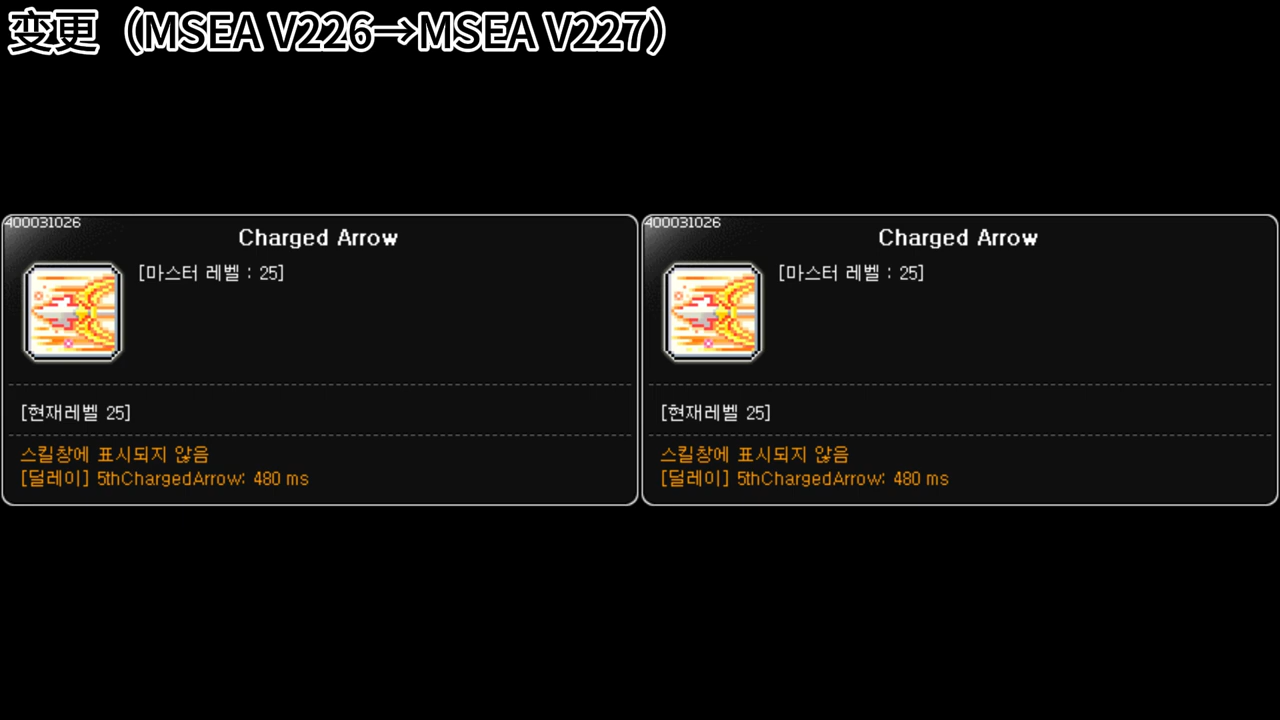 变更（MSEA V226→MSEA V227）
400031026
Charged Arrow
[마스터 레벨 : 25]
[현재레벨 25]
스킬창에 표시되지 않음
[딜레이] 5thChargedArrow: 480 ms
400031026
Charged Arrow
[마스터 레벨 : 25]
[현재레벨 25]
스킬창에 표시되지 않음
[딜레이] 5thChargedArrow: 480 ms